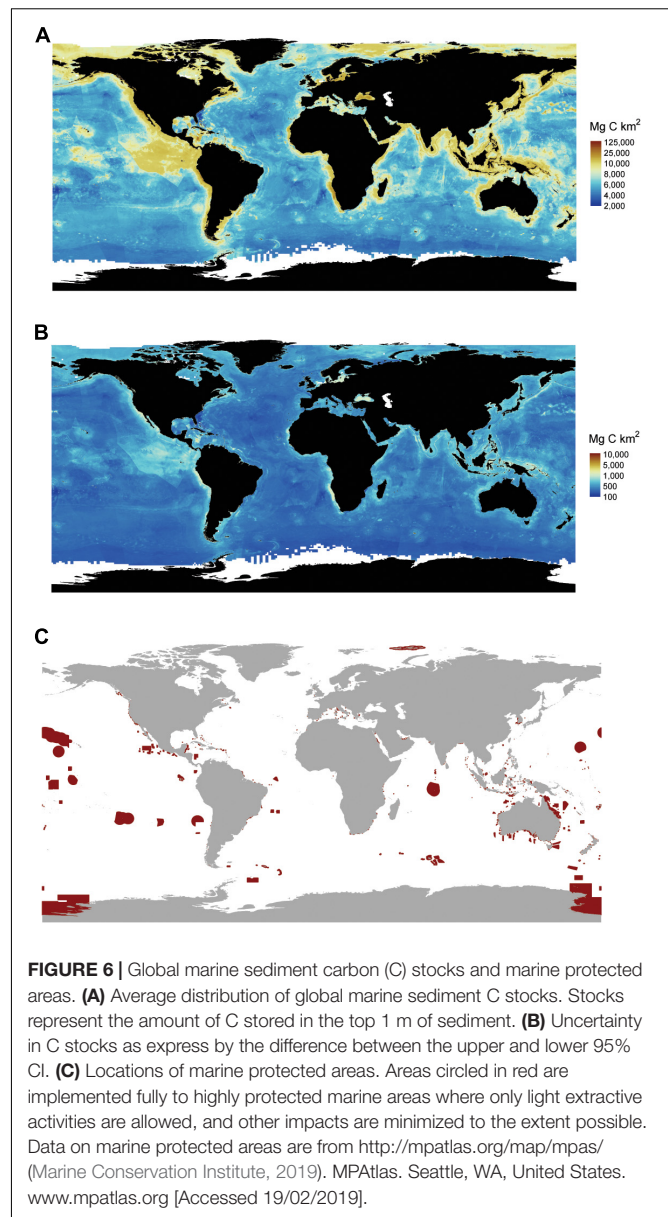 A
Mg C km²
125,000
10,000
8,000
6,000
4,000
2,000
B
Mg C km²
10,000
5,000
1,000
500
100
C
FIGURE 6 | Global marine sediment carbon (C) stocks and marine protected
areas. (A) Average distribution of global marine sediment C stocks. Stocks
represent the amount of C stored in the top 1 m of sediment. (B) Uncertainty
in C stocks as express by the difference between the upper and lower 95%
CI. (C) Locations of marine protected areas. Areas circled in red are
implemented fully to highly protected marine areas where only light extractive
activities are allowed, and other impacts are minimized to the extent possible.
Data on marine protected areas are from http://mpatlas.org/map/mpas/
(Marine Conservation Institute, 2019). MPAtlas. Seattle, WA, United States.
www.mpatlas.org [Accessed 19/02/2019].